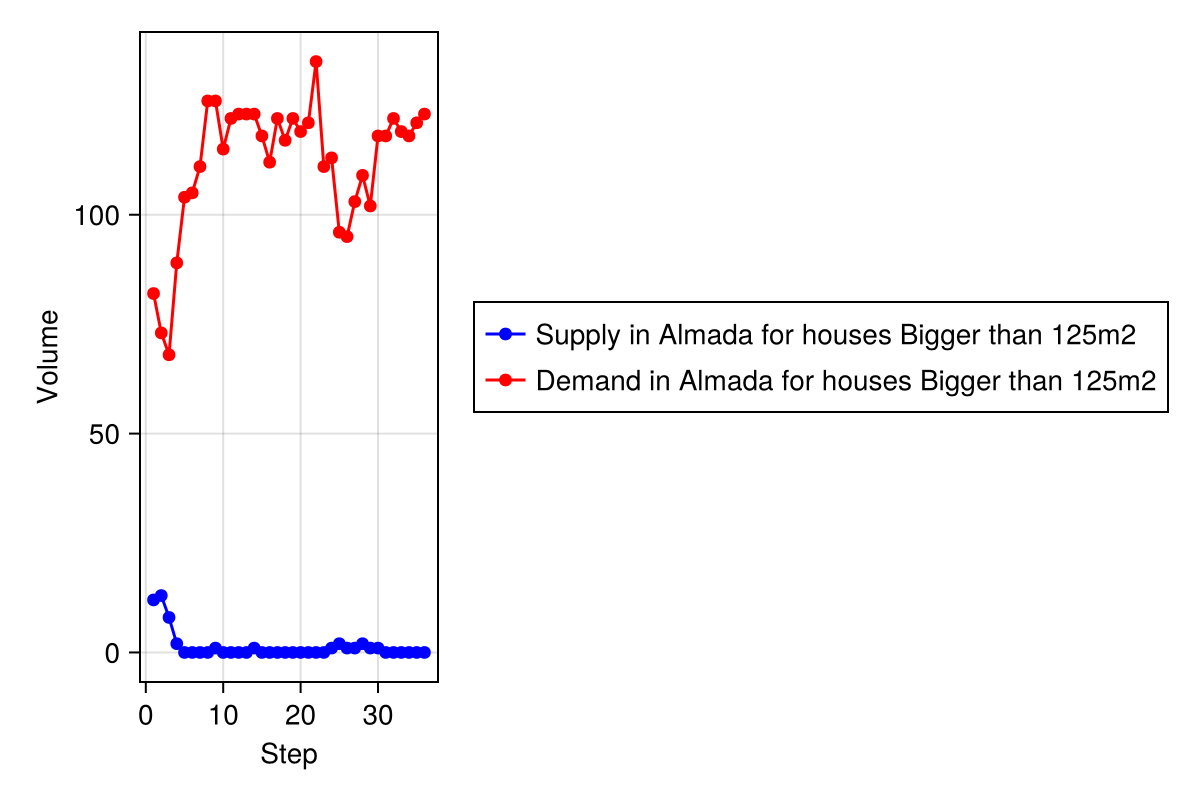 100
50
0
Volume
0 10 20 30
Step
Supply in Almada for houses Bigger than 125m2
Demand in Almada for houses Bigger than 125m2